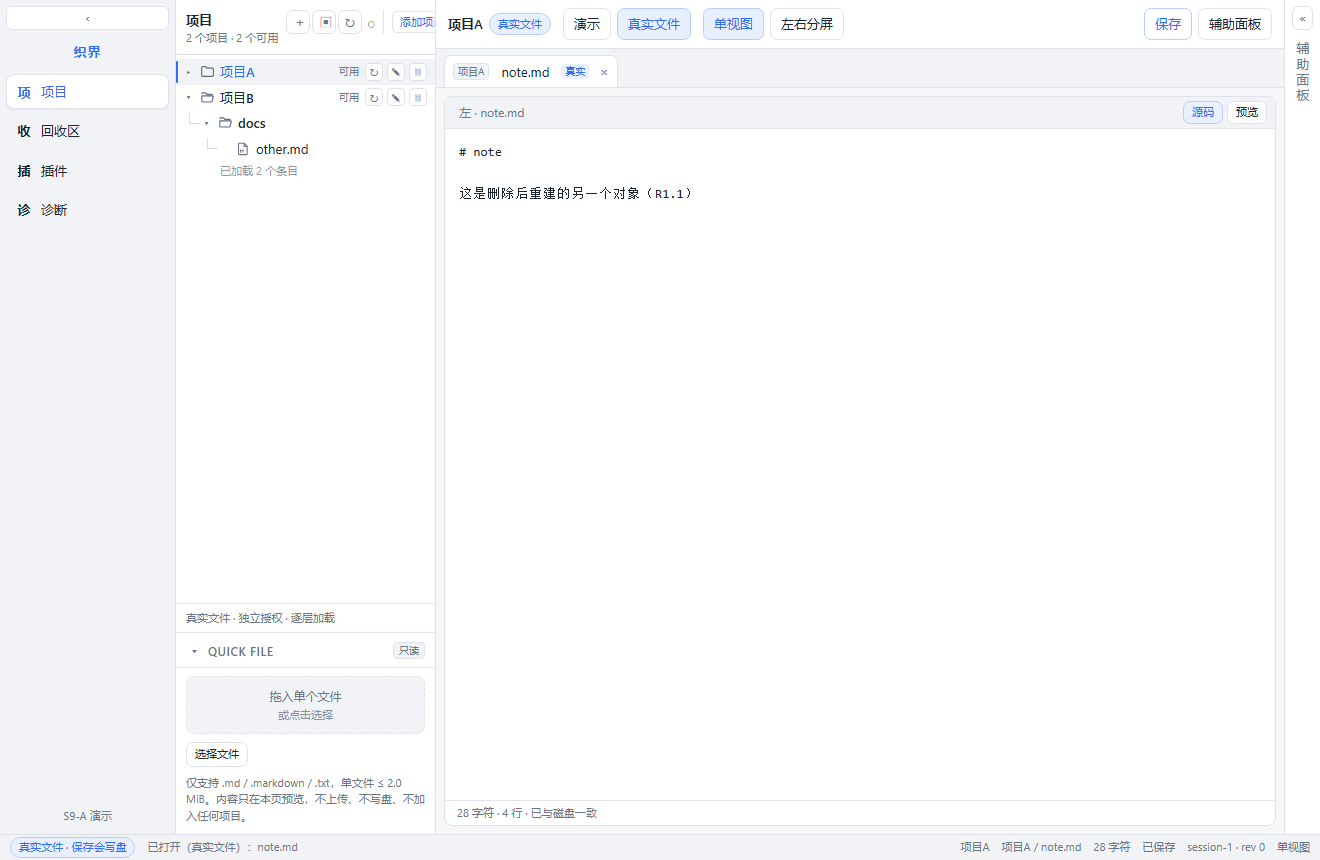 ‹
织界
项 项目
收 回收区
插 插件
诊 诊断
S9-A 演示
项目
2 个项目 · 2 个可用
+ ↻ ○ 添加项
▸ 项目A 可用 ↻
▾ 项目B 可用 ↻
▾ docs
other.md
已加载 2 个条目
真实文件 · 独立授权 · 逐层加载
▾ QUICK FILE 只读
拖入单个文件
或点击选择
选择文件
仅支持 .md / .markdown / .txt，单文件 ≤ 2.0
MiB。内容只在本页预览，不上传、不写盘、不加
入任何项目。
项目A 真实文件 演示 真实文件 单视图 左右分屏 保存 辅助面板
项目A note.md 真实 ×
左 · note.md 源码 预览
# note
这是删除后重建的另一个对象（R1.1）
28 字符 · 4 行 · 已与磁盘一致
«
辅助面板
真实文件 · 保存会写盘 已打开（真实文件）：note.md 项目A 项目A / note.md 28 字符 已保存 session-1 · rev 0 单视图